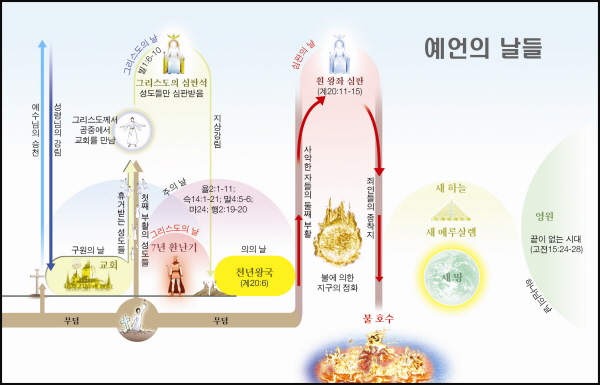 예언의 날들
그리스도의 날
빌1:6-10
그리스도의 심판석
성도들만 심판받음
예수님의 승천
성령님의 강림
그리스도께서
공중에서
교회를 만남
지상강림
휴거받는 성도들
첫째 부활의 성도들
주의 날
욜2:1-11;
슥14:1-21; 말4:5-6;
마24; 행2:19-20
구원의 날
교회
그리스도의 날
7년 환난기
의의 날
천년왕국
(계20:6)
무덤
무덤
심판의 날
흰 왕좌 심판
(계20:11-15)
사악한 자들의 둘째 부활
죄인들의 종착지
불에 의한
지구의 정화
불 호수
새 하늘
새 예루살렘
새 땅
영원
끝이 없는 시대
(고전15:24-28)
하나님의 날